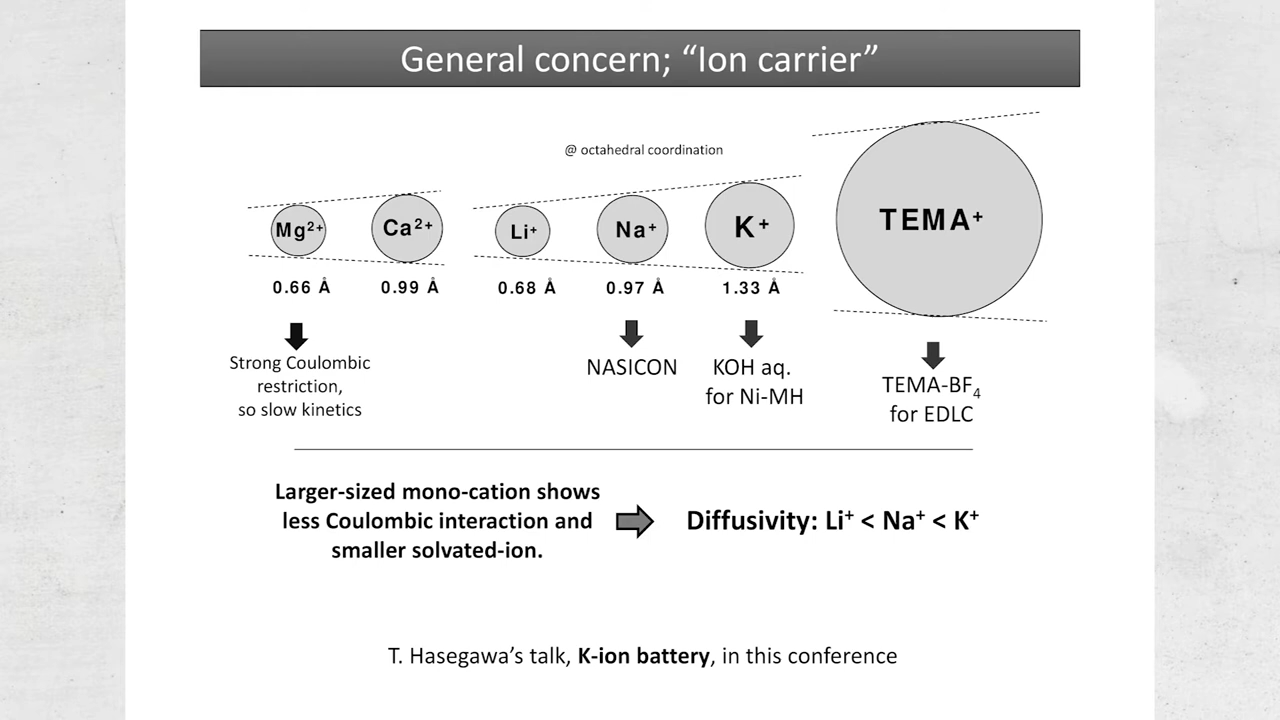 General concern; “Ion carrier”
@ octahedral coordination
Mg²⁺
Ca²⁺
Li⁺
Na⁺
K⁺
TEMA⁺
0.66 Å
0.99 Å
0.68 Å
0.97 Å
1.33 Å
Strong Coulombic
restriction,
so slow kinetics
NASICON
KOH aq.
for Ni-MH
TEMA-BF₄
for EDLC
Larger-sized mono-cation shows
less Coulombic interaction and
smaller solvated-ion.
Diffusivity: Li⁺ < Na⁺ < K⁺
T. Hasegawa’s talk, K-ion battery, in this conference